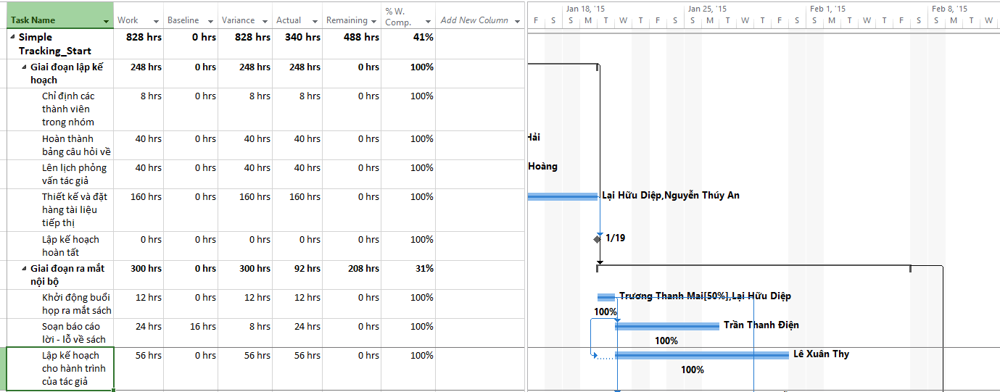 Task Name Work Baseline Variance Actual Remaining % W. Comp. Add New Column
Jan 18, '15 Jan 25, '15 Feb 1, '15 Feb 8, '15
F S S M T W T F S S M T W T F S S M T W T F S S M T W
Simple Tracking_Start 828 hrs 0 hrs 828 hrs 340 hrs 488 hrs 41%
Giai đoạn lập kế hoạch 248 hrs 0 hrs 248 hrs 248 hrs 0 hrs 100%
Chỉ định các thành viên trong nhóm 8 hrs 0 hrs 8 hrs 8 hrs 0 hrs 100%
Hoàn thành bảng câu hỏi về 40 hrs 0 hrs 40 hrs 40 hrs 0 hrs 100% Hải
Lên lịch phỏng vấn tác giả 40 hrs 0 hrs 40 hrs 40 hrs 0 hrs 100% Hoàng
Thiết kế và đặt hàng tài liệu tiếp thị 160 hrs 0 hrs 160 hrs 160 hrs 0 hrs 100% Lại Hữu Diệp,Nguyễn Thúy An
Lập kế hoạch hoàn tất 0 hrs 0 hrs 0 hrs 0 hrs 0 hrs 100% 1/19
Giai đoạn ra mắt nội bộ 300 hrs 0 hrs 300 hrs 92 hrs 208 hrs 31%
Khởi động buổi họp ra mắt sách 12 hrs 0 hrs 12 hrs 12 hrs 0 hrs 100% Trương Thanh Mai[50%],Lại Hữu Diệp
100%
Soạn báo cáo lời - lỗ về sách 24 hrs 16 hrs 8 hrs 24 hrs 0 hrs 100% Trần Thanh Điện
100%
Lập kế hoạch cho hành trình của tác giả 56 hrs 0 hrs 56 hrs 56 hrs 0 hrs 100% Lê Xuân Thy
100%